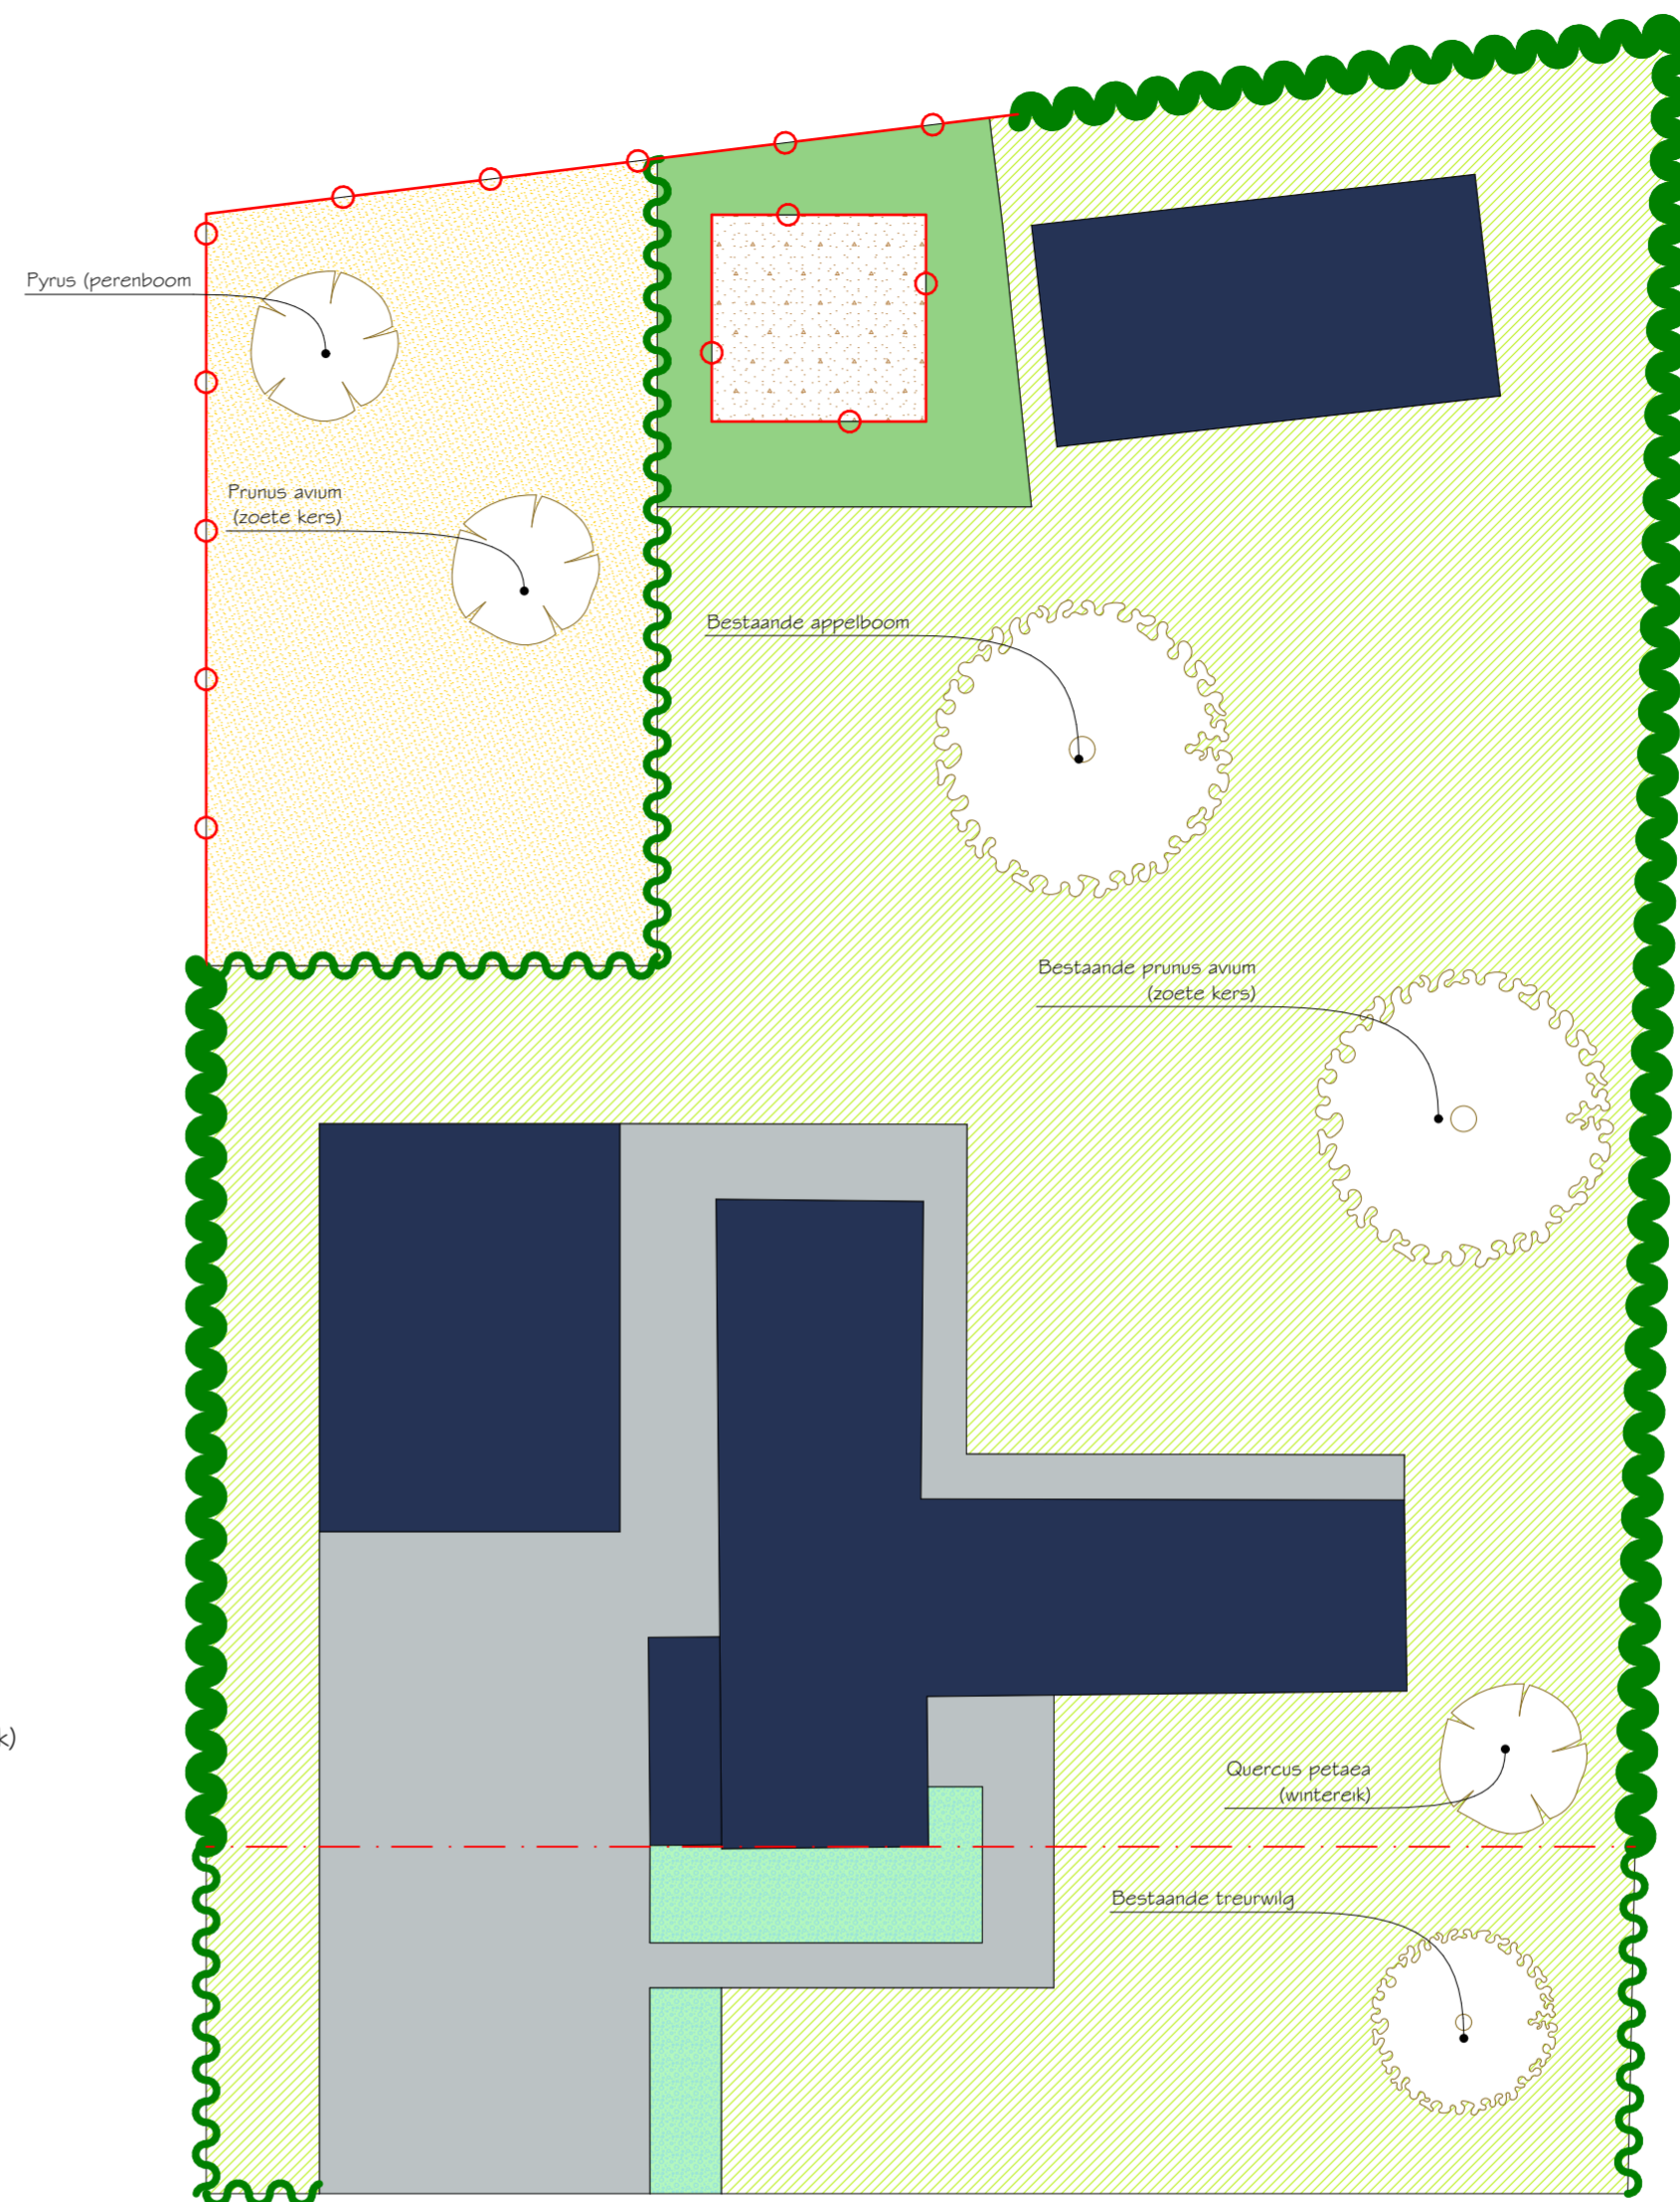 Pyrus (perenboom
Prunus avium
(zoete kers)
Bestaande appelboom
Bestaande prunus avium
(zoete kers)
k)
Quercus petaea
(wintereik)
Bestaande treurwilg